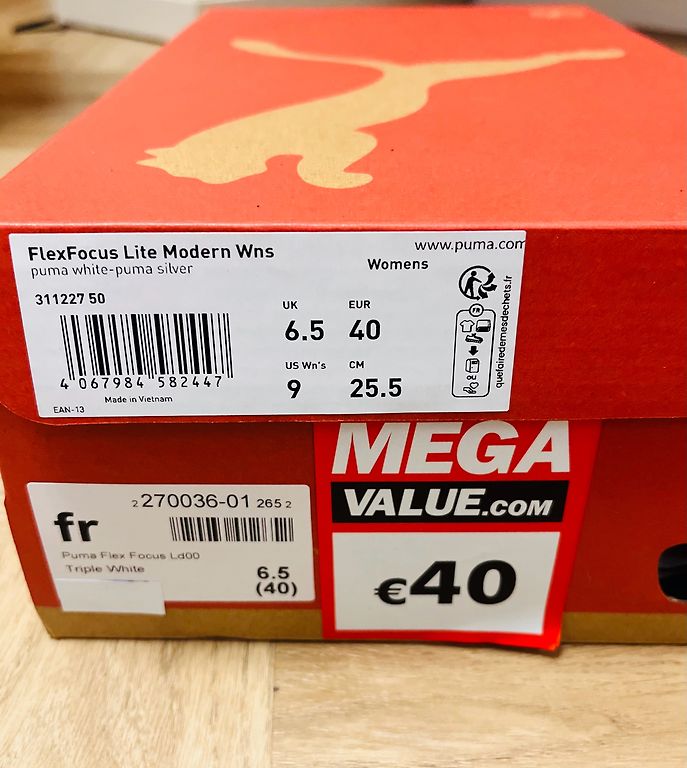 FlexFocus Lite Modern Wns
www.puma.com
puma white-puma silver
Womens
311227 50
UK
EUR
6.5
40
US Wn's
CM
9
25.5
4 067984 582447
Made in Vietnam
EAN-13
FR
quefairedemesdechets.fr
MEGA
VALUE.COM
€40
2 270036-01 265 2
fr
Puma Flex Focus Ld00
Triple White
6.5
(40)